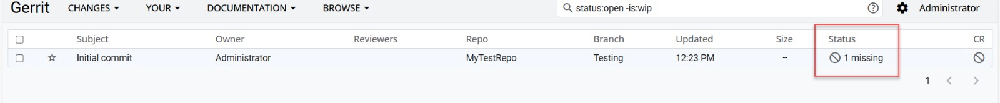 Gerrit CHANGES YOUR DOCUMENTATION BROWSE status:open -is:wip Administrator
Subject Owner Reviewers Repo Branch Updated Size Status CR
Initial commit Administrator MyTestRepo Testing 12:23 PM -- 1 missing
1